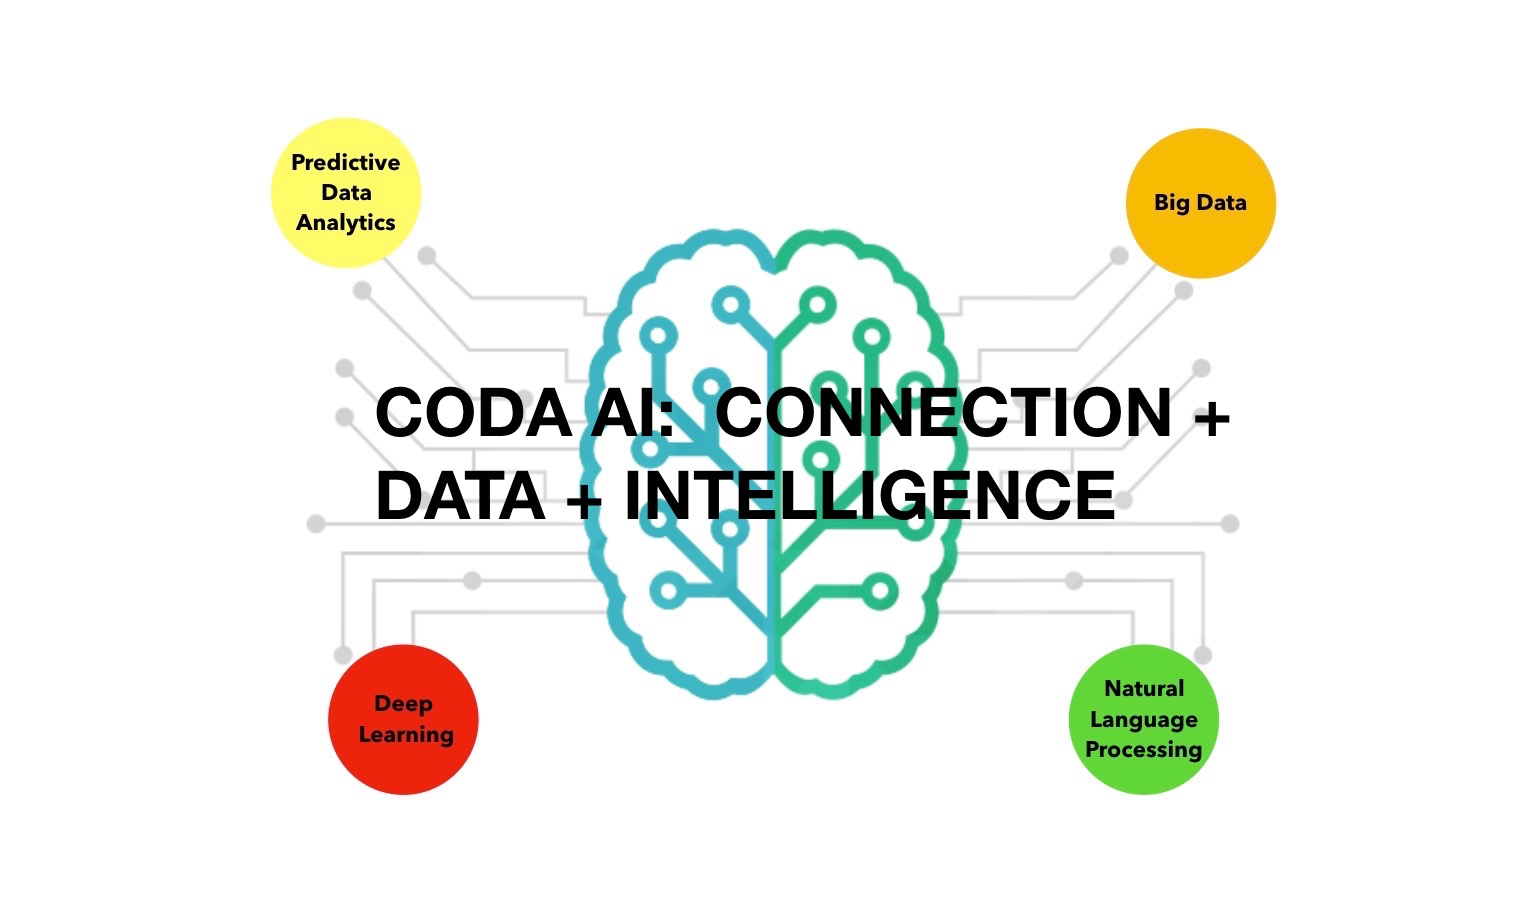 Predictive
Data
Analytics
Big Data
CODA AI:  CONNECTION +
DATA + INTELLIGENCE
Deep
Learning
Natural
Language
Processing